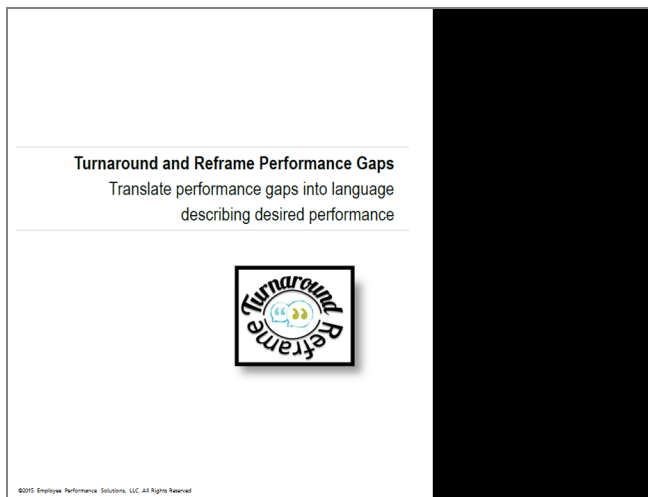 Turnaround and Reframe Performance Gaps
Translate performance gaps into language
describing desired performance
Turnaround
Reframe
©2015 Employee Performance Solutions, LLC All Rights Reserved